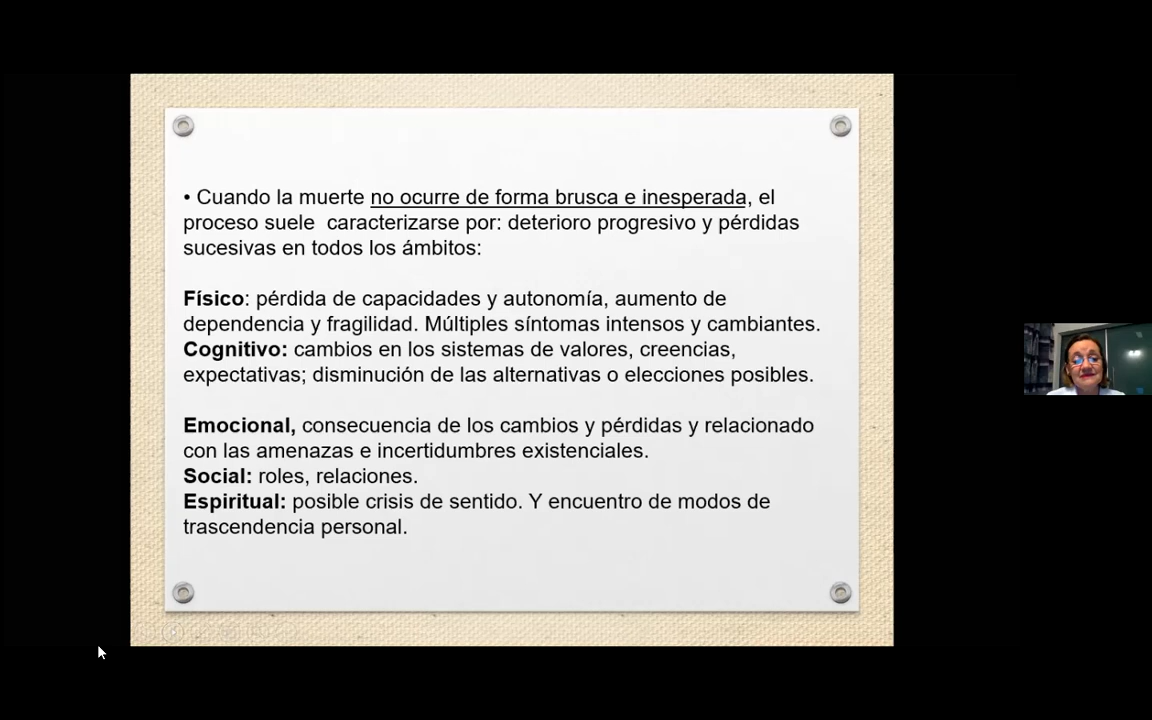 • Cuando la muerte no ocurre de forma brusca e inesperada, el
proceso suele  caracterizarse por: deterioro progresivo y pérdidas
sucesivas en todos los ámbitos:
Físico: pérdida de capacidades y autonomía, aumento de
dependencia y fragilidad. Múltiples síntomas intensos y cambiantes.
Cognitivo: cambios en los sistemas de valores, creencias,
expectativas; disminución de las alternativas o elecciones posibles.
Emocional, consecuencia de los cambios y pérdidas y relacionado
con las amenazas e incertidumbres existenciales.
Social: roles, relaciones.
Espiritual: posible crisis de sentido. Y encuentro de modos de
trascendencia personal.